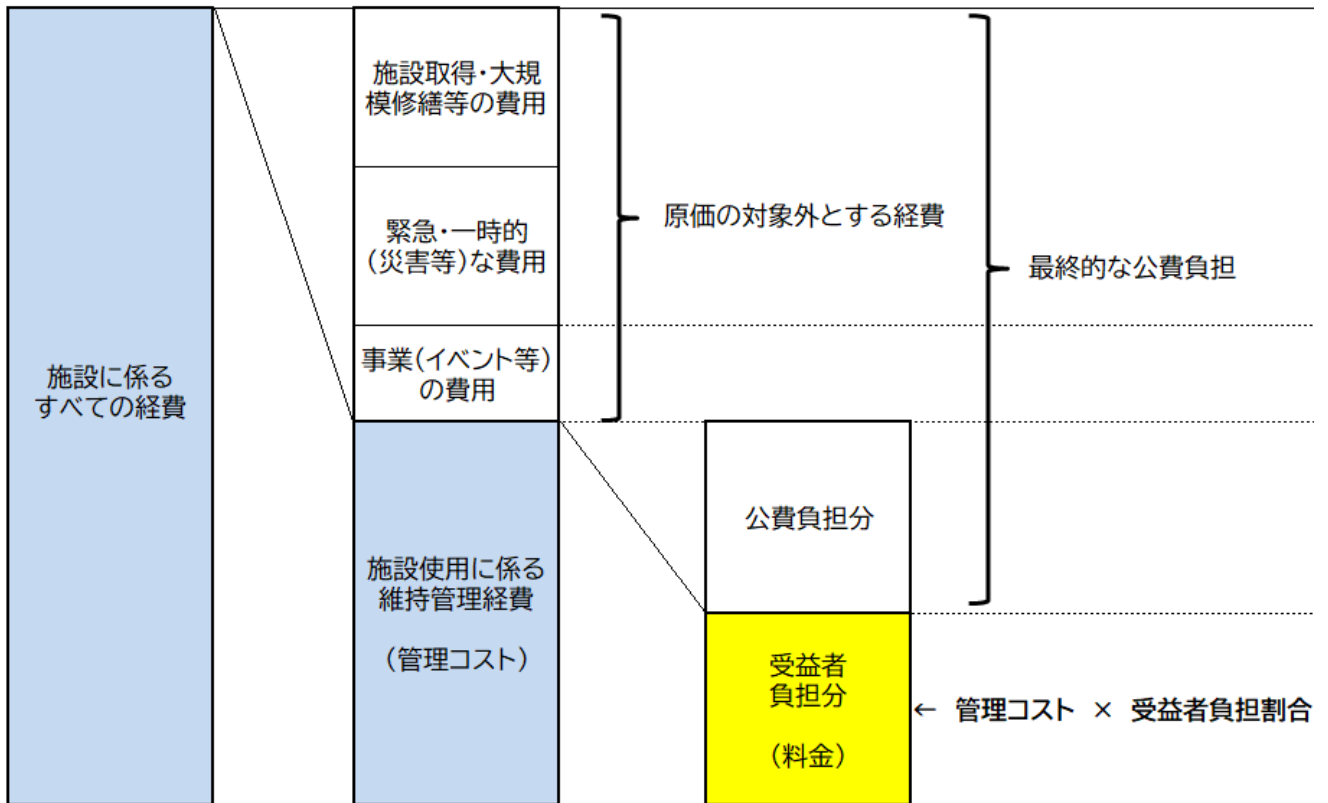 施設に係る
すべての経費
施設取得・大規
模修繕等の費用
緊急・一時的
（災害等）な費用
事業（イベント等）
の費用
施設使用に係る
維持管理経費
（管理コスト）
原価の対象外とする経費
最終的な公費負担
公費負担分
受益者
負担分
（料金）
← 管理コスト × 受益者負担割合